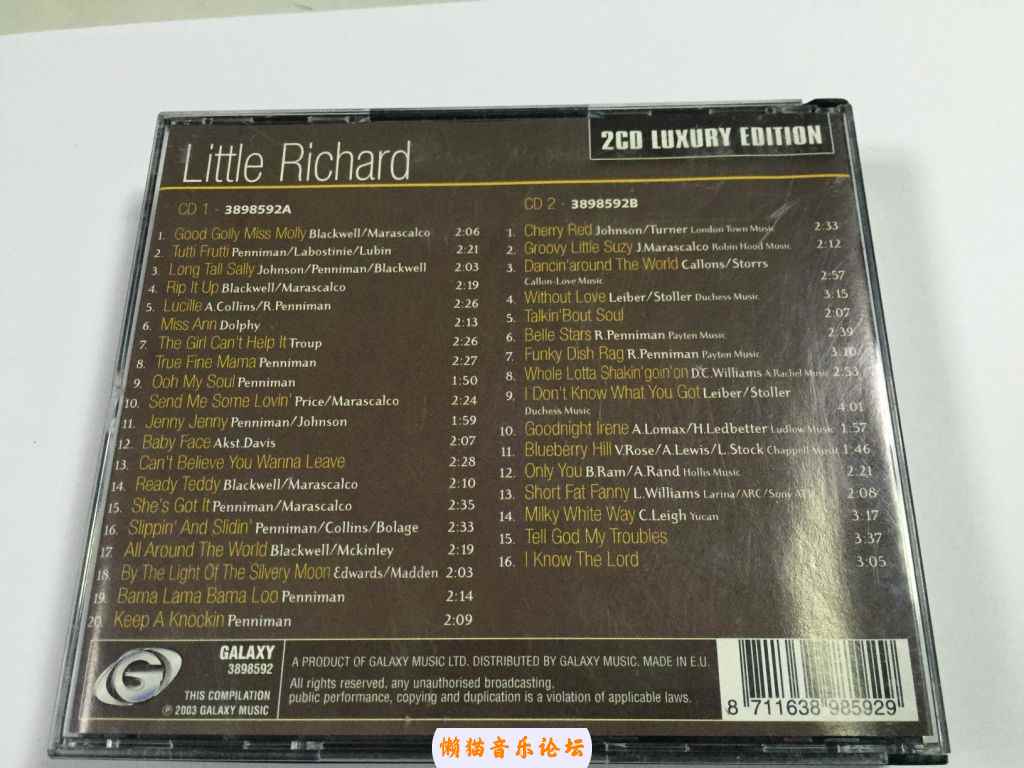 2CD LUXURY EDITION
Little Richard
CD 1 · 3898592A
1. Good Golly Miss Molly Blackwell/Marascalco 2:06
2. Tutti Frutti Penniman/Labostinie/Lubin 2:21
3. Long Tall Sally Johnson/Penniman/Blackwell 2:03
4. Rip It Up Blackwell/Marascalco 2:19
5. Lucille A.Collins/R.Penniman 2:26
6. Miss Ann Dolphy 2:13
7. The Girl Can't Help It Troup 2:26
8. True Fine Mama Penniman 2:27
9. Ooh My Soul Penniman 1:50
10. Send Me Some Lovin' Price/Marascalco 2:24
11. Jenny Jenny Penniman/Johnson 1:59
12. Baby Face Akst.Davis 2:07
13. Can't Believe You Wanna Leave 2:28
14. Ready Teddy Blackwell/Marascalco 2:10
15. She's Got It Penniman/Marascalco 2:35
16. Slippin' And Slidin' Penniman/Collins/Bolage 2:33
17. All Around The World Blackwell/Mckinley 2:19
18. By The Light Of The Silvery Moon Edwards/Madden 2:03
19. Bama Lama Bama Loo Penniman 2:14
20. Keep A Knockin Penniman 2:09
CD 2 · 3898592B
1. Cherry Red Johnson/Turner London Town Music 2:33
2. Groovy Little Suzy J.Marascalco Robin Hood Music 2:12
3. Dancin'around The World Callons/Storrs
Callon-Love Music 2:57
4. Without Love Leiber/Stoller Duchess Music 3:15
5. Talkin'Bout Soul 2:07
6. Belle Stars R.Penniman Payten Music 2:39
7. Funky Dish Rag R.Penniman Payten Music 3:10
8. Whole Lotta Shakin'goin'on D.C.Williams A Rachel Music 2:53
9. I Don't Know What You Got Leiber/Stoller
Duchess Music 4:01
10. Goodnight Irene A.Lomax/H.Ledbetter Ludlow Music 1:57
11. Blueberry Hill V.Rose/A.Lewis/L.Stock Chappell Music 1:46
12. Only You B.Ram/A.Rand Hollis Music 2:21
13. Short Fat Fanny L.Williams Larina/ARC/Sony ATV 2:08
14. Milky White Way C.Leigh Yucan 3:17
15. Tell God My Troubles 3:37
16. I Know The Lord 3:05
G
GALAXY
3898592
THIS COMPILATION
℗ 2003 GALAXY MUSIC
A PRODUCT OF GALAXY MUSIC LTD. DISTRIBUTED BY GALAXY MUSIC. MADE IN E.U.
All rights reserved, any unauthorised broadcasting,
public performance, copying and duplication is a violation of applicable laws.
8 711638 985929
懒猫音乐论坛